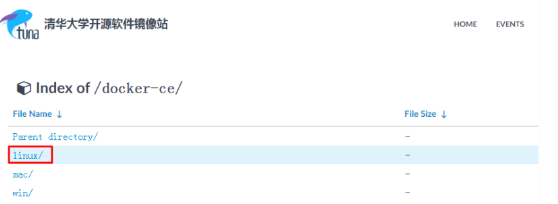 tuna 清华大学开源软件镜像站 HOME EVENTS
Index of /docker-ce/
File Name ↓ File Size ↓
Parent directory/ -
linux/ -
mac/ -
win/ -